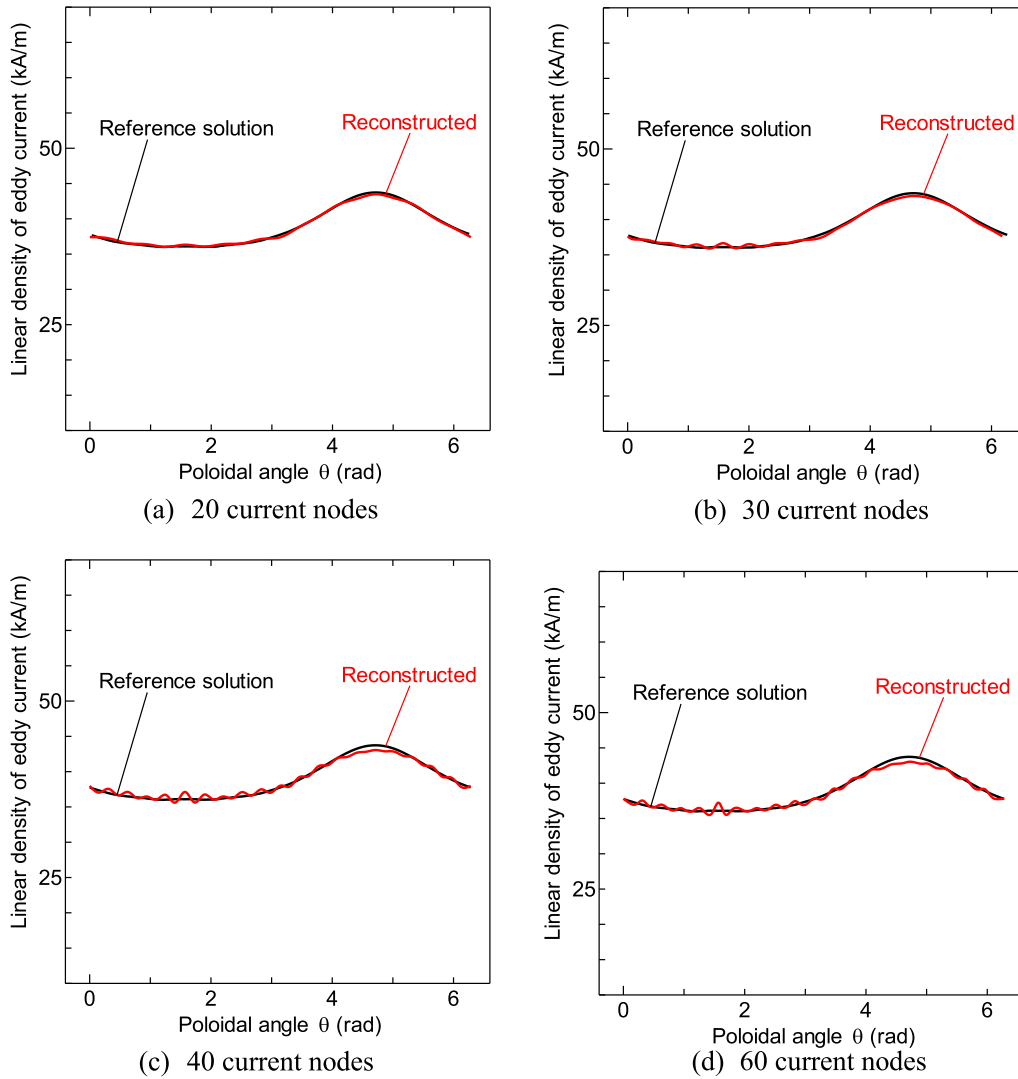 Linear density of eddy current (kA/m)
50
25
Reference solution
Reconstructed
0 2 4 6
Poloidal angle θ (rad)
(a) 20 current nodes
Linear density of eddy current (kA/m)
50
25
Reference solution
Reconstructed
0 2 4 6
Poloidal angle θ (rad)
(b) 30 current nodes
Linear density of eddy current (kA/m)
50
25
Reference solution
Reconstructed
0 2 4 6
Poloidal angle θ (rad)
(c) 40 current nodes
Linear density of eddy current (kA/m)
50
25
Reference solution
Reconstructed
0 2 4 6
Poloidal angle θ (rad)
(d) 60 current nodes